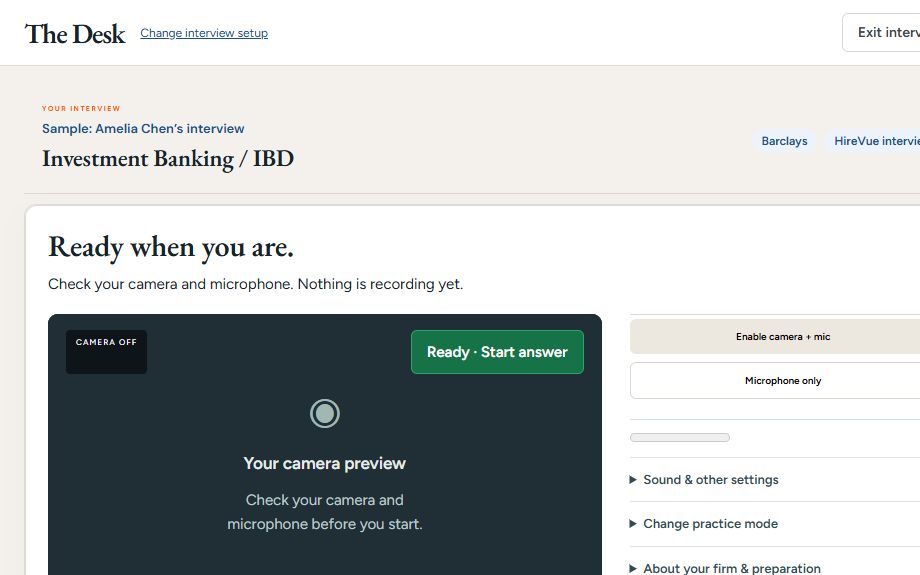 The Desk
Change interview setup
Exit interv
YOUR INTERVIEW
Sample: Amelia Chen's interview
Investment Banking / IBD
Barclays
HireVue intervie
Ready when you are.
Check your camera and microphone. Nothing is recording yet.
CAMERA OFF
Ready · Start answer
Your camera preview
Check your camera and
microphone before you start.
Enable camera + mic
Microphone only
Sound & other settings
Change practice mode
About your firm & preparation